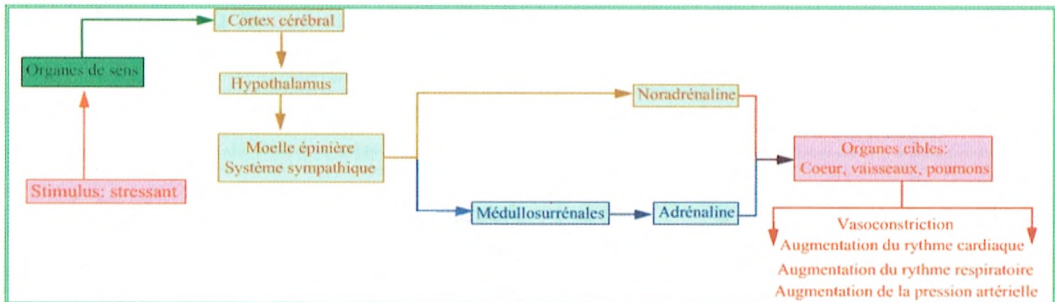 Cortex cérébral
Organes de sens
Hypothalamus
Moelle épinière
Système sympathique
Stimulus: stressant
Noradrénaline
Médullosurrénales
Adrénaline
Organes cibles:
Coeur, vaisseaux, poumons
Vasoconstriction
Augmentation du rythme cardiaque
Augmentation du rythme respiratoire
Augmentation de la pression artérielle